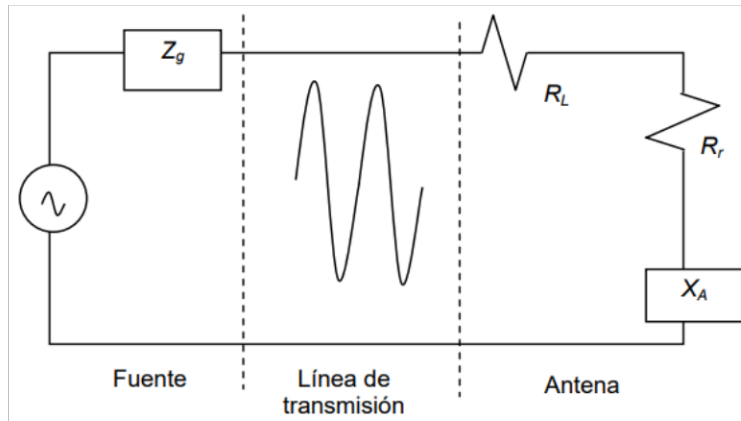 Z_g
R_L
R_r
X_A
Fuente
Línea de
transmisión
Antena